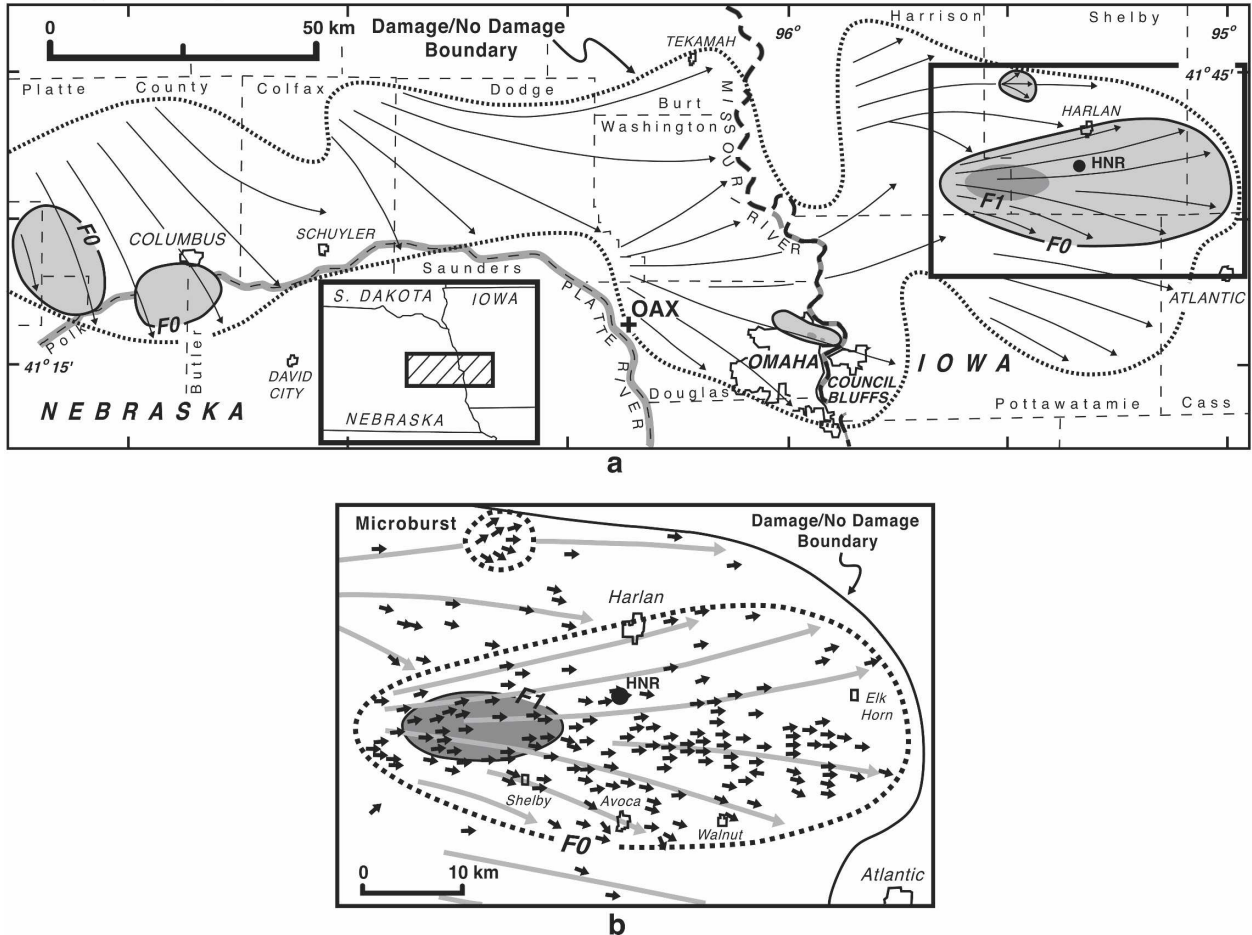 0 50 km
Damage/No Damage
Boundary
TEKAMAH
96°
Harrison
Shelby
95°
41° 45'
Platte County Colfax Dodge
Burt
Washington
MISSOURI RIVER
HARLAN
HNR
F1
F0
F0
COLUMBUS
SCHUYLER
F0
Saunders
PLATTE RIVER
OAX
Polk
Butler
41° 15'
DAVID
CITY
S. DAKOTA
IOWA
NEBRASKA
OMAHA
COUNCIL
BLUFFS
Douglas
IOWA
ATLANTIC
NEBRASKA
Pottawatamie
Cass
a
Microburst
Damage/No Damage
Boundary
Harlan
HNR
F1
Elk
Horn
Shelby
Avoca
Walnut
F0
0 10 km
Atlantic
b